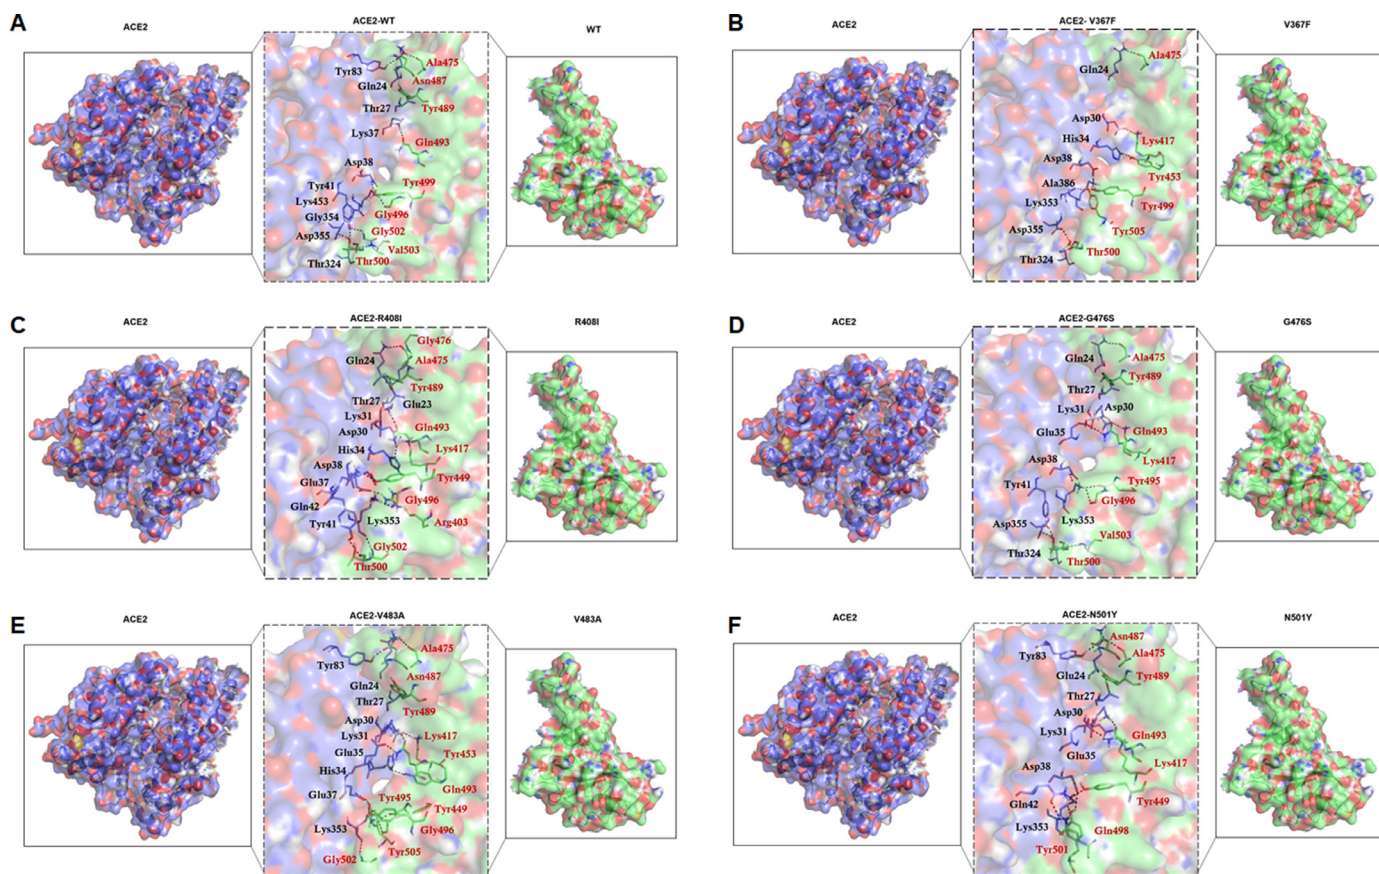 A
ACE2
ACE2-WT
WT
Tyr83
Ala475
Asn487
Gln24
Tyr489
Thr27
Lys37
Gln493
Asp38
Tyr41
Tyr499
Lys453
Gly496
Gly354
Gly502
Asp355
Val503
Thr324
Thr500
B
ACE2
ACE2- V367F
V367F
Ala475
Gln24
Asp30
His34
Lys417
Asp38
Tyr453
Ala386
Lys353
Tyr499
Asp355
Tyr505
Thr500
Thr324
C
ACE2
ACE2-R408I
R408I
Gly476
Gln24
Ala475
Tyr489
Thr27
Glu23
Lys31
Asp30
Gln493
His34
Lys417
Asp38
Tyr449
Glu37
Gly496
Gln42
Tyr41
Lys353
Arg403
Gly502
Thr500
D
ACE2
ACE2-G476S
G476S
Gln24
Ala475
Tyr489
Thr27
Lys31
Asp30
Glu35
Gln493
Asp38
Lys417
Tyr41
Tyr495
Gly496
Asp355
Lys353
Thr324
Val503
Thr500
E
ACE2
ACE2-V483A
V483A
Ala475
Tyr83
Asn487
Gln24
Thr27
Tyr489
Asp30
Lys31
Lys417
Glu35
Tyr453
His34
Gln493
Glu37
Tyr495
Tyr449
Lys353
Gly496
Tyr505
Gly502
F
ACE2
ACE2-N501Y
N501Y
Asn487
Tyr83
Ala475
Glu24
Tyr489
Thr27
Asp30
Lys31
Gln493
Glu35
Asp38
Lys417
Gln42
Tyr449
Lys353
Gln498
Tyr501